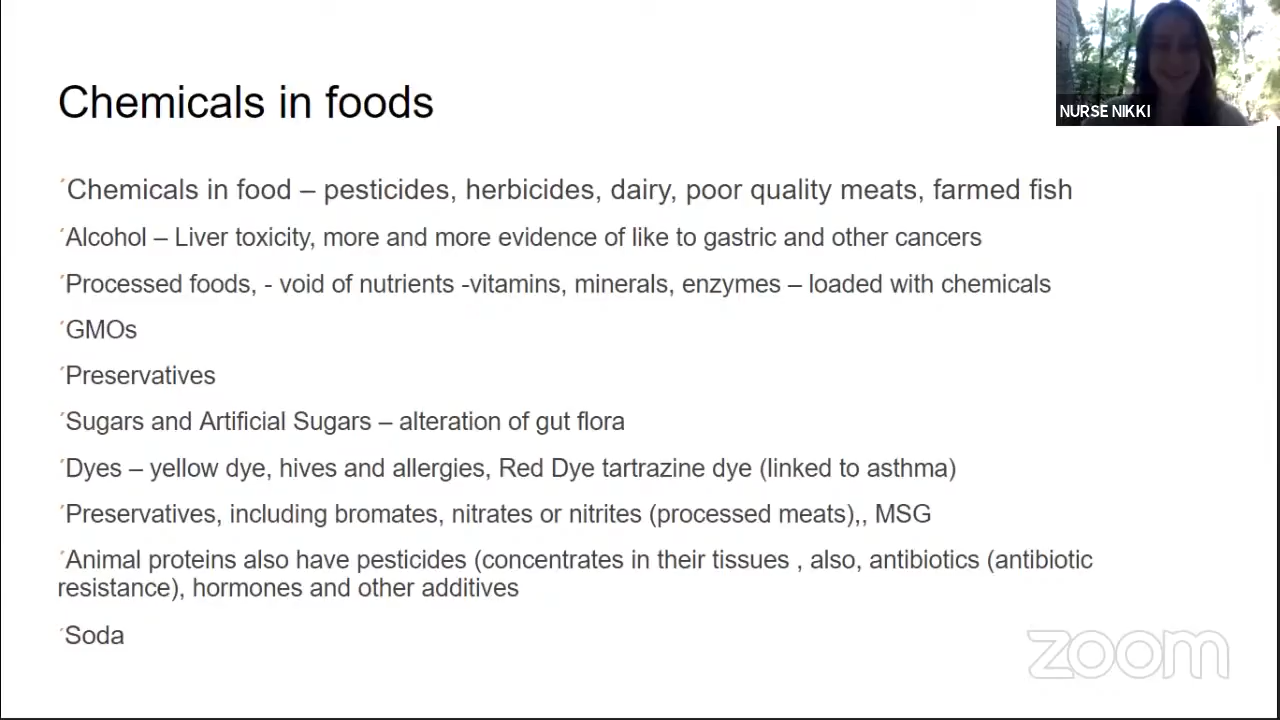 NURSE NIKKI
Chemicals in foods
´Chemicals in food – pesticides, herbicides, dairy, poor quality meats, farmed fish
´Alcohol – Liver toxicity, more and more evidence of like to gastric and other cancers
´Processed foods, - void of nutrients -vitamins, minerals, enzymes – loaded with chemicals
´GMOs
´Preservatives
´Sugars and Artificial Sugars – alteration of gut flora
´Dyes – yellow dye, hives and allergies, Red Dye tartrazine dye (linked to asthma)
´Preservatives, including bromates, nitrates or nitrites (processed meats),, MSG
´Animal proteins also have pesticides (concentrates in their tissues , also, antibiotics (antibiotic
resistance), hormones and other additives
´Soda
zoom